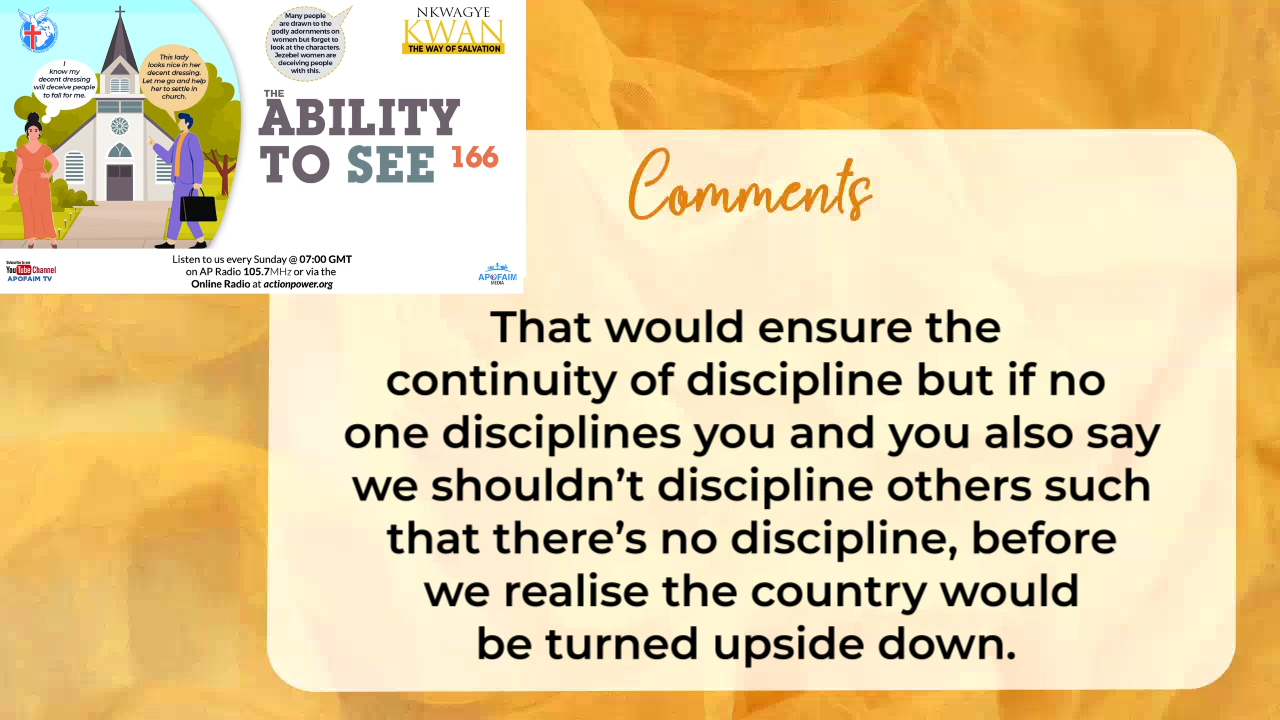 I
know my
decent dressing
will deceive people
to fall for me.
This lady
looks nice in her
decent dressing.
Let me go and help
her to settle in
church.
Many people
are drawn to the
godly adornments on
women but forget to
look at the characters.
Jezebel women are
deceiving people
with this.
NKWAGYE
KWAN
THE WAY OF SALVATION
THE
ABILITY
TO SEE 166
Subscribe to our
YouTube Channel
APOFAIM TV
Listen to us every Sunday @ 07:00 GMT
on AP Radio 105.7MHz or via the
Online Radio at actionpower.org
APOFAIM
MEDIA
Comments
That would ensure the
continuity of discipline but if no
one disciplines you and you also say
we shouldn’t discipline others such
that there’s no discipline, before
we realise the country would
be turned upside down.